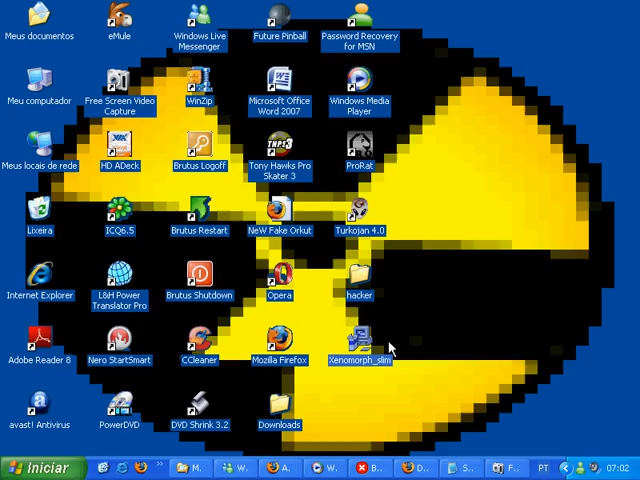 Meus documentos
eMule
Windows Live
Messenger
Future Pinball
Password Recovery
for MSN
Meu computador
Free Screen Video
Capture
WinZip
Microsoft Office
Word 2007
Windows Media
Player
Meus locais de rede
HD ADeck
Brutus Logoff
THPS
3
Tony Hawks Pro
Skater 3
ProRat
Lixeira
ICQ6.5
Brutus Restart
NeW Fake Orkut
Turkojan 4.0
Internet Explorer
L&H Power
Translator Pro
Brutus Shutdown
Opera
hacker
Adobe Reader 8
Nero StartSmart
CCleaner
Mozilla Firefox
Xenomorph_slim
avast! Antivirus
PowerDVD
DVD Shrink 3.2
Downloads
Iniciar
M.
W.
A.
W.
B.
D.
S.
F.
PT
07:02